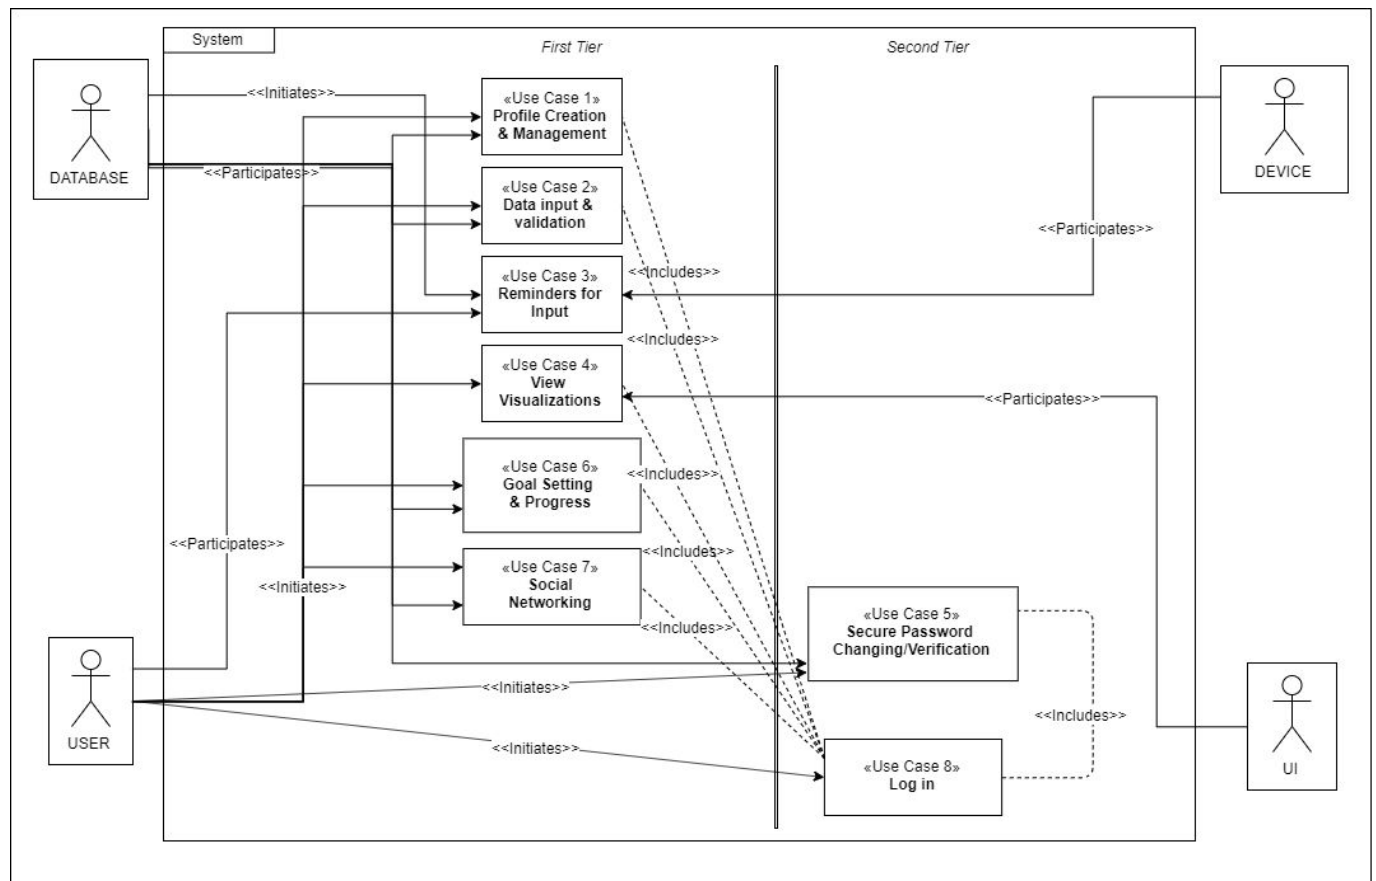 System
First Tier
Second Tier
DATABASE
<<Initiates>>
<<Participates>>
«Use Case 1»
Profile Creation
& Management
«Use Case 2»
Data input &
validation
«Use Case 3»
Reminders for
Input
«Use Case 4»
View
Visualizations
«Use Case 6»
Goal Setting
& Progress
«Use Case 7»
Social
Networking
<<Includes>>
<<Includes>>
<<Includes>>
<<Includes>>
<<Includes>>
DEVICE
<<Participates>>
<<Participates>>
<<Participates>>
<<Initiates>>
USER
<<Initiates>>
<<Initiates>>
«Use Case 5»
Secure Password
Changing/Verification
<<Includes>>
«Use Case 8»
Log in
UI